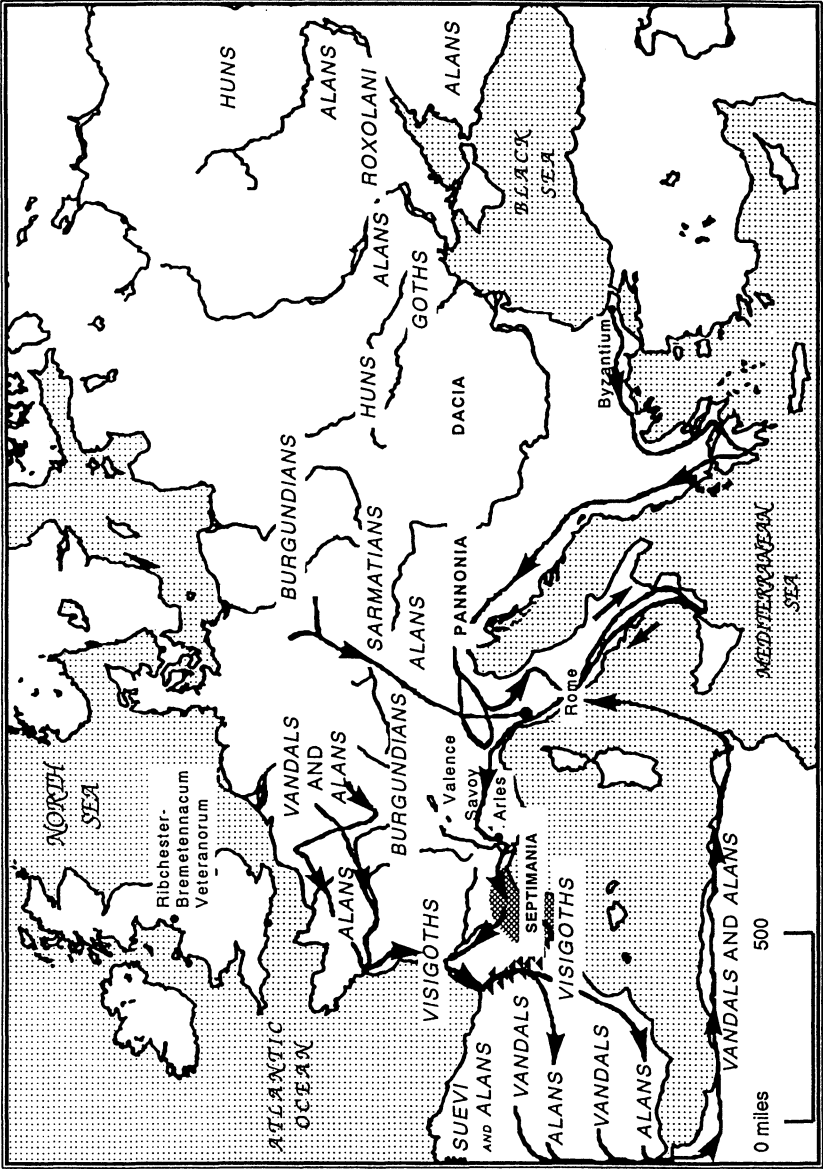 HUNS
ALANS
ROXOLANI
ALANS
BLACK
SEA
ALANS
GOTHS
HUNS
DACIA
Byzantium
BURGUNDIANS
SARMATIANS
ALANS
PANNONIA
MEDITERRANEAN
SEA
Rome
NORTH
SEA
VANDALS
AND
ALANS
BURGUNDIANS
Valence
Savoy
Arles
Ribchester-
Bremetennacum
Veteranorum
ALANS
VISIGOTHS
SEPTIMANIA
VISIGOTHS
ATLANTIC
OCEAN
SUEVI
AND ALANS
VANDALS
ALANS
VANDALS
ALANS
VANDALS AND ALANS
0 miles 500